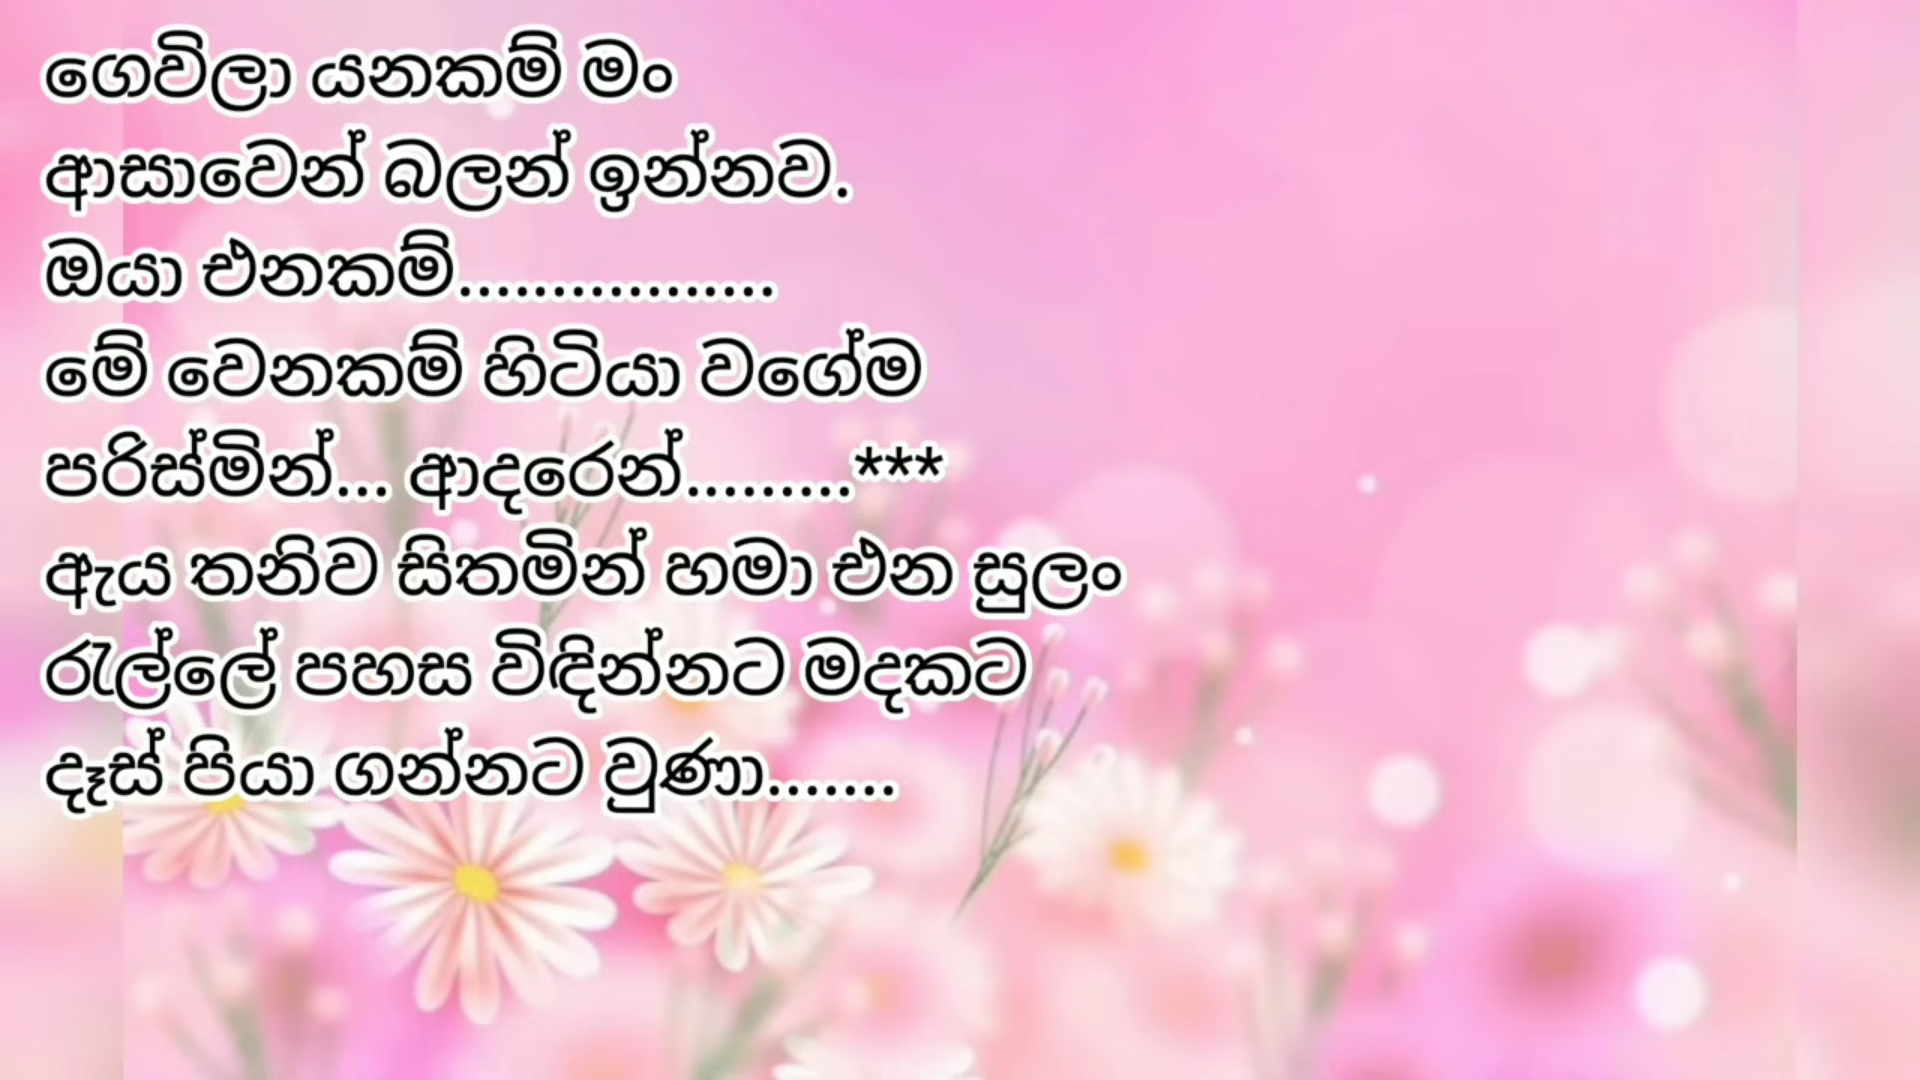 ගෙවිලා යනකම් මං
ආසාවෙන් බලන් ඉන්නව.
ඔයා එනකම්.................
මේ වෙනකම් හිටියා වගේම
පරිස්මින්... ආදරෙන්.........***
ඇය තනිව සිතමින් හමා එන සුලං
රැල්ලේ පහස විඳින්නට මදකට
දෑස් පියා ගන්නට වුණා.......